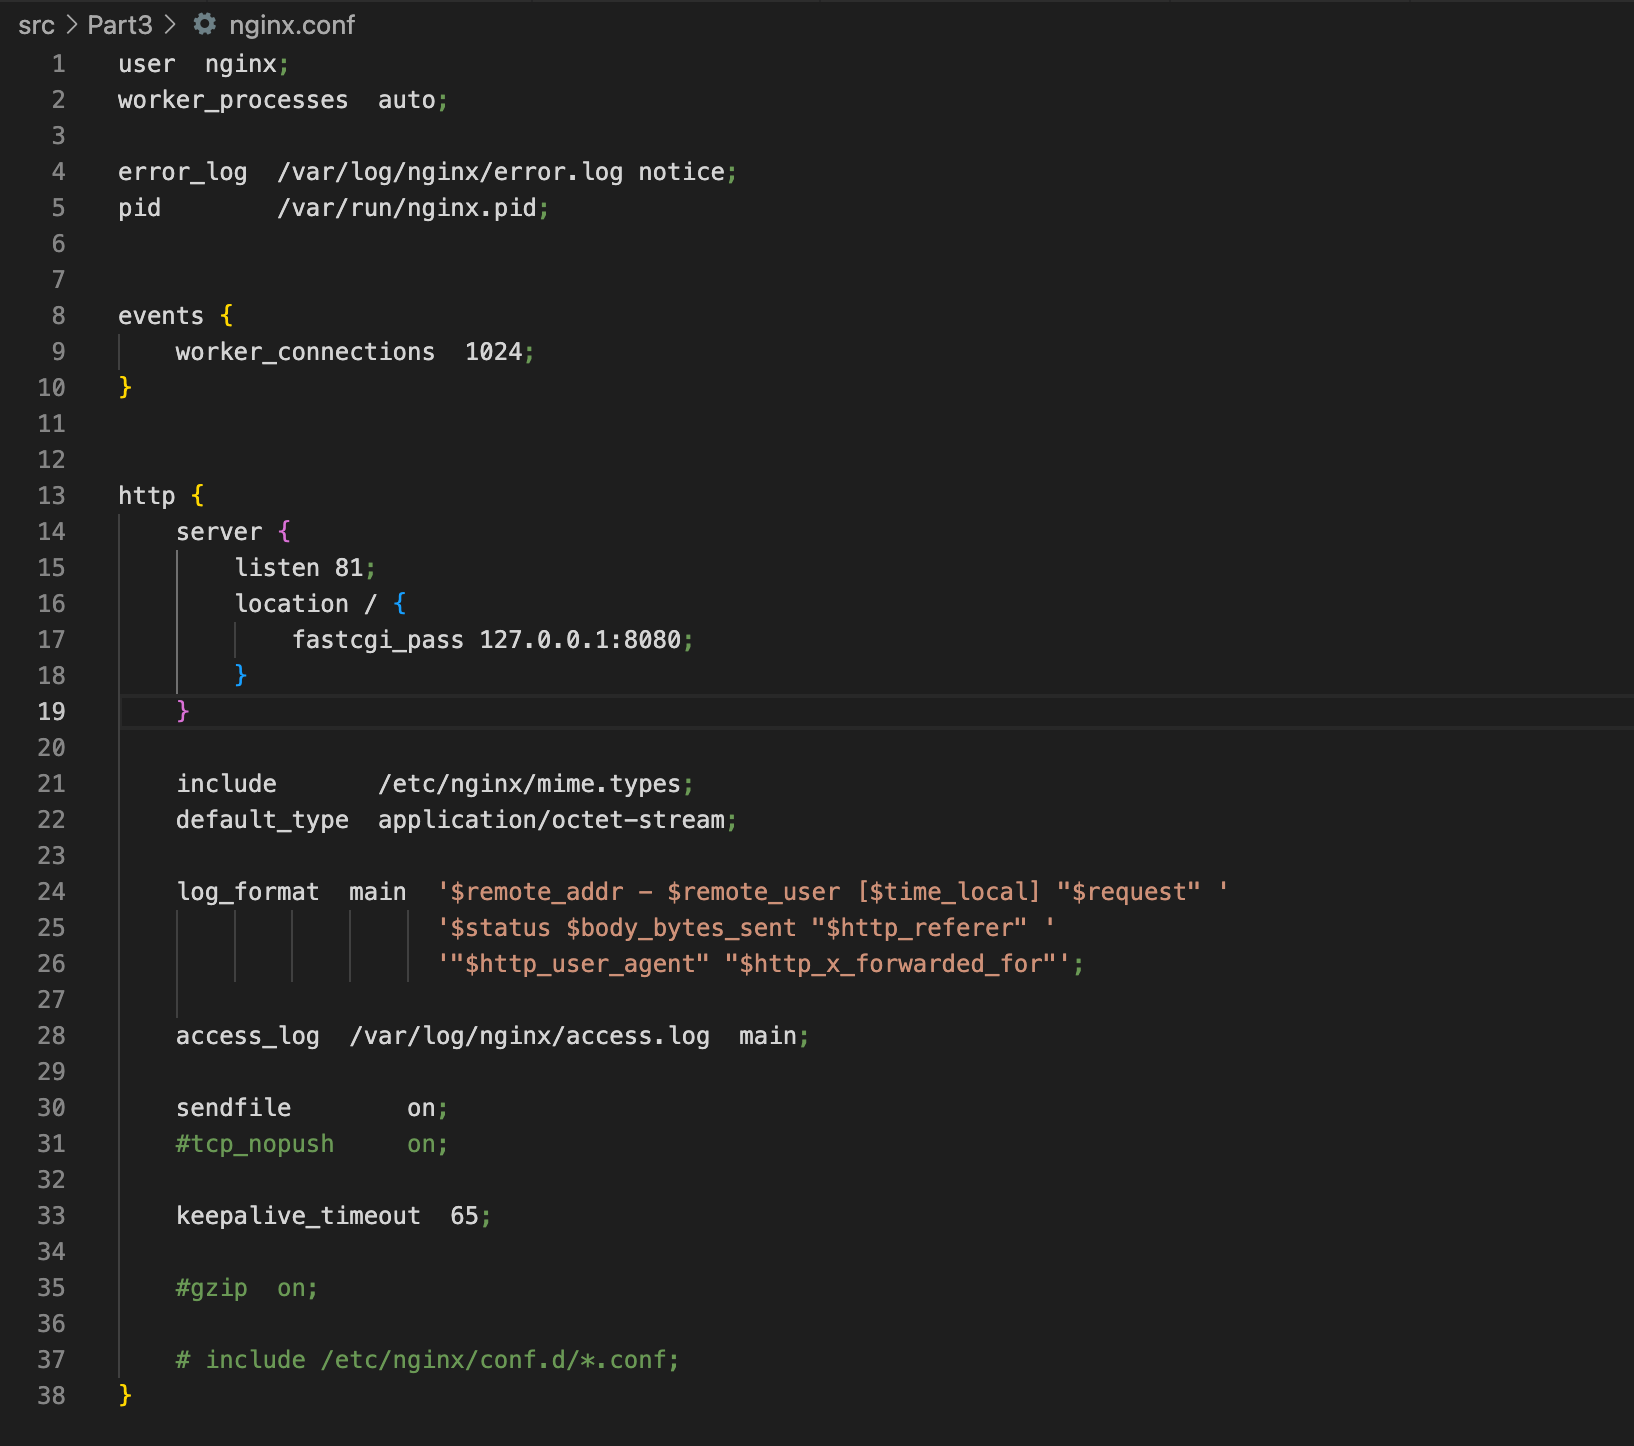 src > Part3 > nginx.conf
1 user  nginx;
2 worker_processes  auto;
3
4 error_log  /var/log/nginx/error.log notice;
5 pid        /var/run/nginx.pid;
6
7
8 events {
9     worker_connections  1024;
10 }
11
12
13 http {
14     server {
15         listen 81;
16         location / {
17             fastcgi_pass 127.0.0.1:8080;
18         }
19     }
20
21     include       /etc/nginx/mime.types;
22     default_type  application/octet-stream;
23
24     log_format  main  '$remote_addr - $remote_user [$time_local] "$request" '
25                       '$status $body_bytes_sent "$http_referer" '
26                       '"$http_user_agent" "$http_x_forwarded_for"';
27
28     access_log  /var/log/nginx/access.log  main;
29
30     sendfile        on;
31     #tcp_nopush     on;
32
33     keepalive_timeout  65;
34
35     #gzip  on;
36
37     # include /etc/nginx/conf.d/*.conf;
38 }